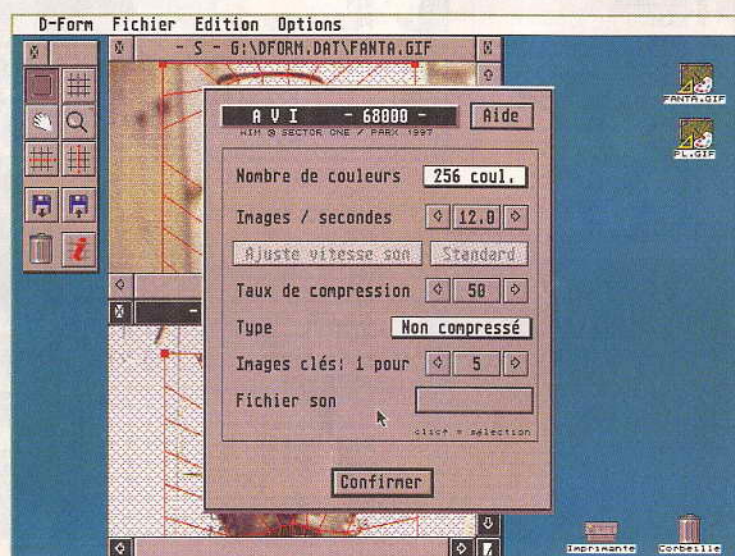 D-Form Fichier Edition Options
- S - G:\DFORM.DAT\FANTA.GIF
A V I - 68000 -
Aide
WIM @ SECTOR ONE / PARX 1997
Nombre de couleurs 256 coul.
Images / secondes 12.0
Ajuste vitesse son Standard
Taux de compression 50
Type Non compressé
Images clés: 1 pour 5
Fichier son
clics = sélection
Confirmer
FANTA.GIF
PL.GIF
Imprimante
Corbeille